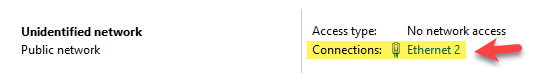 Unidentified network
Public network
Access type: No network access
Connections: Ethernet 2